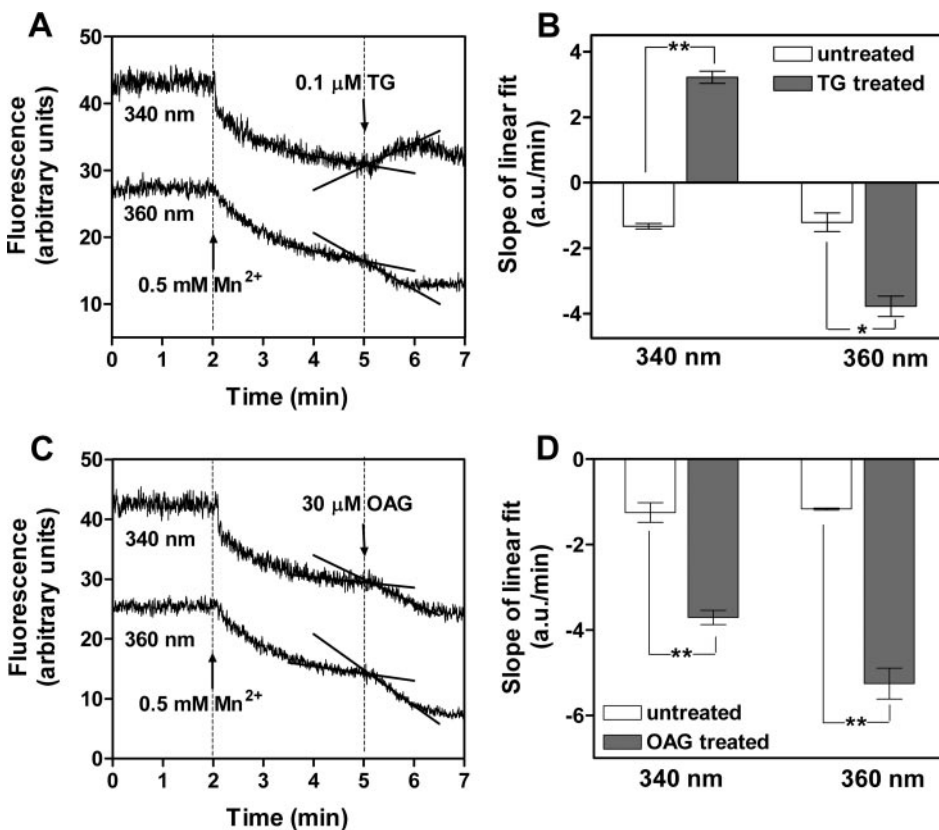 A
Fluorescence
(arbitrary units)
50
40
30
20
10
340 nm
360 nm
0.1 μM TG
0.5 mM Mn²⁺
0 1 2 3 4 5 6 7
Time (min)
B
Slope of linear fit
(a.u./min)
4
2
0
-2
-4
**
*
untreated
TG treated
340 nm 360 nm
C
Fluorescence
(arbitrary units)
50
40
30
20
10
0
340 nm
360 nm
30 μM OAG
0.5 mM Mn²⁺
0 1 2 3 4 5 6 7
Time (min)
D
Slope of linear fit
(a.u./min)
0
-2
-4
-6
**
**
untreated
OAG treated
340 nm 360 nm